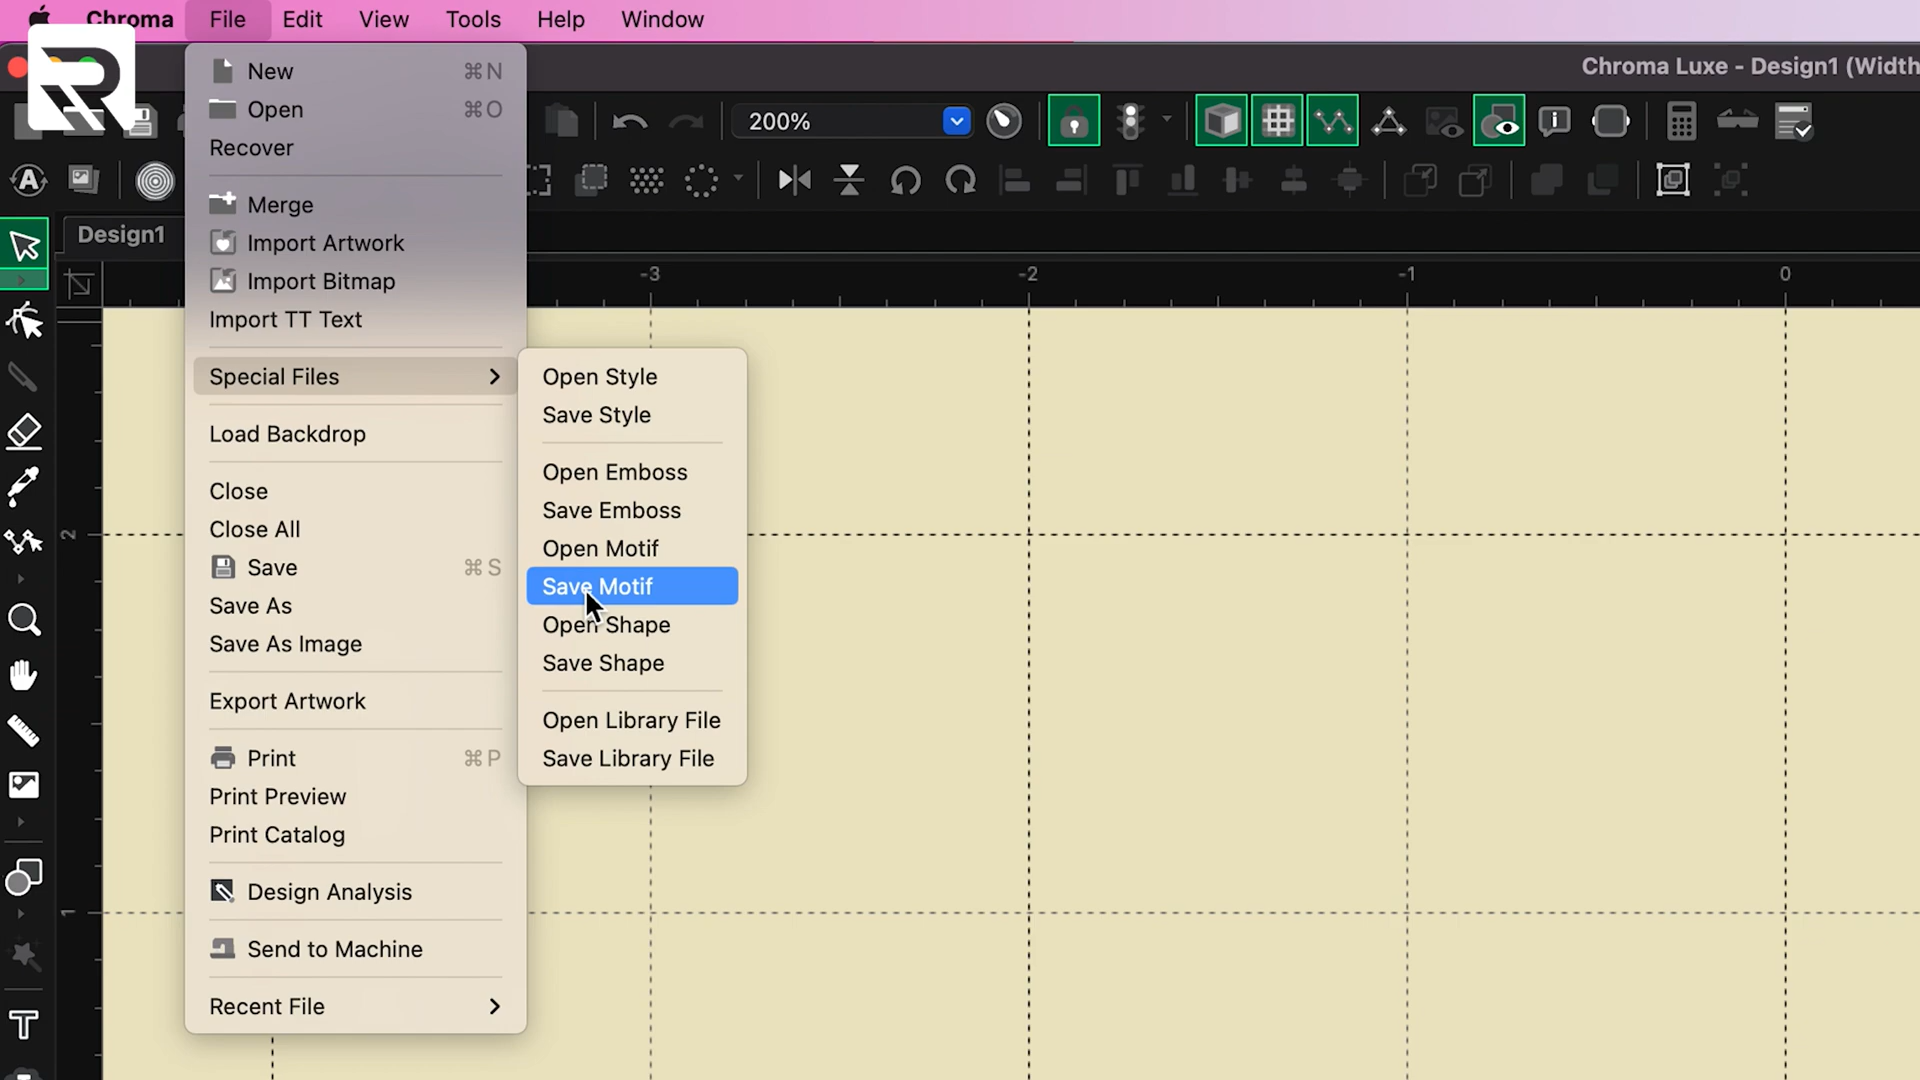 Chroma File Edit View Tools Help Window
Chroma Luxe - Design1 (Width
200%
Design1
-3 -2 -1 0
2
1
New ⌘N
Open ⌘O
Recover
Merge
Import Artwork
Import Bitmap
Import TT Text
Special Files
Load Backdrop
Close
Close All
Save ⌘S
Save As
Save As Image
Export Artwork
Print ⌘P
Print Preview
Print Catalog
Design Analysis
Send to Machine
Recent File
Open Style
Save Style
Open Emboss
Save Emboss
Open Motif
Save Motif
Open Shape
Save Shape
Open Library File
Save Library File